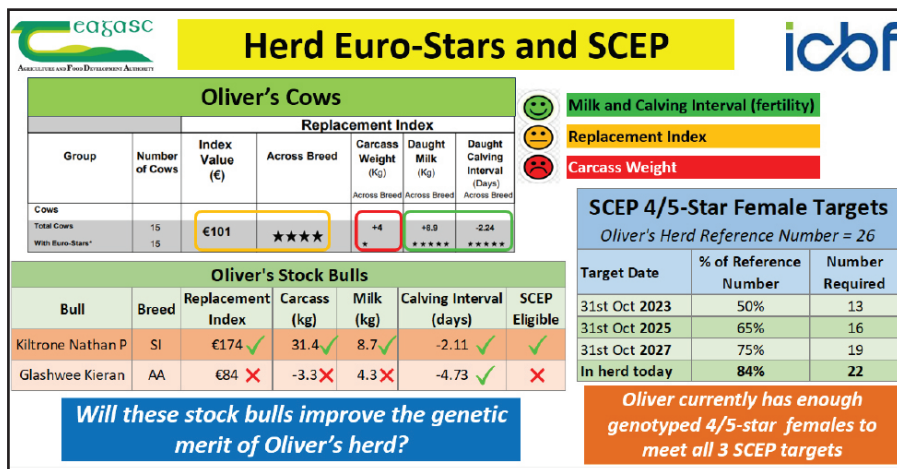 eagasc
AGRICULTURE AND FOOD DEVELOPMENT AUTHORITY
Herd Euro-Stars and SCEP
icbf
Oliver's Cows
Replacement Index
Group
Number of Cows
Index Value (€)
Across Breed
Carcass Weight (Kg) Across Breed
Daught Milk (Kg) Across Breed
Daught Calving Interval (Days) Across Breed
Cows
Total Cows 15
With Euro-Stars* 15
€101 ★★★★ +4 ★ +6.9 ★★★★★ -2.24 ★★★★★
Milk and Calving Interval (fertility)
Replacement Index
Carcass Weight
SCEP 4/5-Star Female Targets
Oliver's Herd Reference Number = 26
Target Date % of Reference Number Number Required
31st Oct 2023 50% 13
31st Oct 2025 65% 16
31st Oct 2027 75% 19
In herd today 84% 22
Oliver's Stock Bulls
Bull Breed Replacement Index Carcass (kg) Milk (kg) Calving Interval (days) SCEP Eligible
Kiltrone Nathan P SI €174 ✓ 31.4 ✓ 8.7 ✓ -2.11 ✓ ✓
Glashwee Kieran AA €84 ✗ -3.3 ✗ 4.3 ✗ -4.73 ✓ ✗
Will these stock bulls improve the genetic
merit of Oliver's herd?
Oliver currently has enough
genotyped 4/5-star females to
meet all 3 SCEP targets